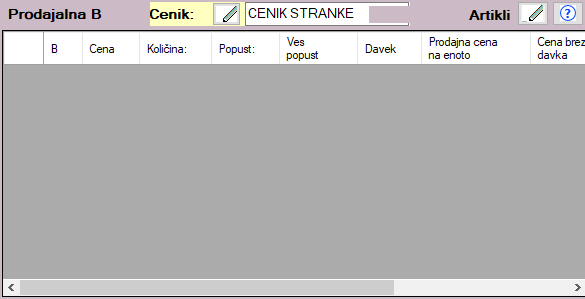 Prodajalna B Cenik: CENIK STRANKE Artikli
B Cena Količina: Popust: Ves popust Davek Prodajna cena na enoto Cena brez davka